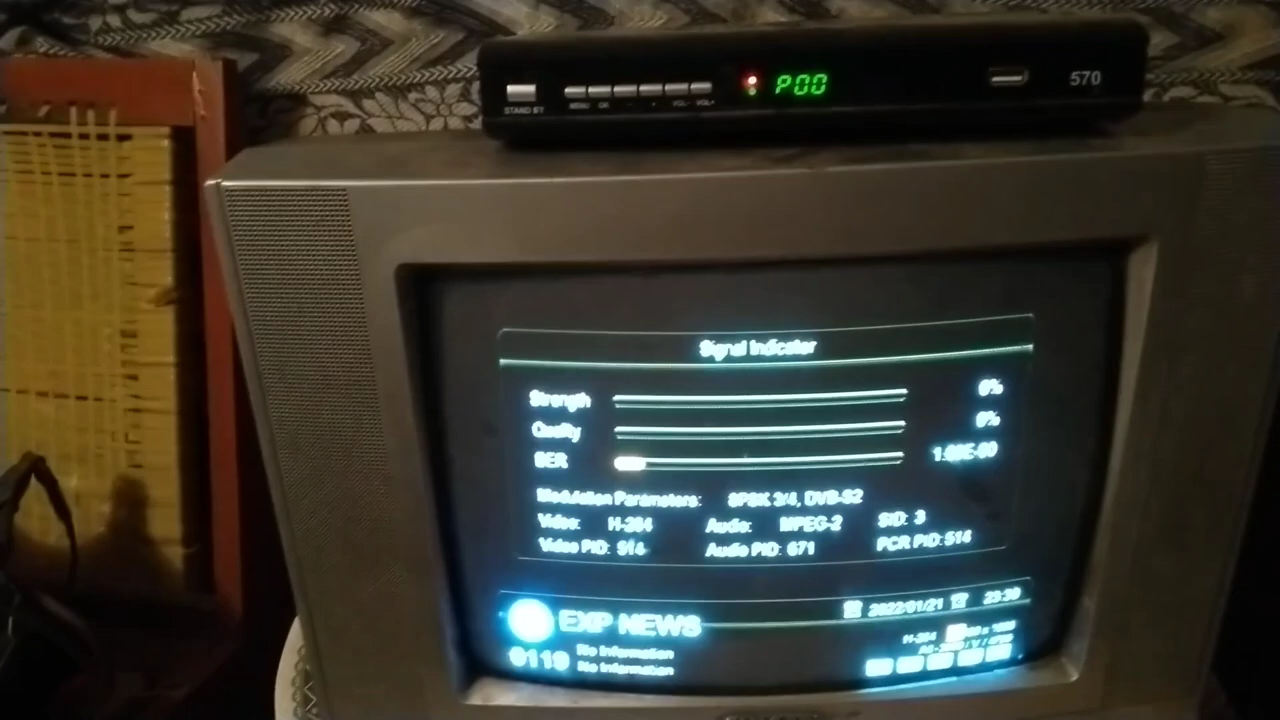 P00
570
STAND BY
MENU OK - + VOL- VOL+
Signal Indicator
Strength 0%
Quality 0%
BER
Modulation Parameters: 8PSK 3/4, DVB-S2
Video: H-264 Audio: MPEG-2 SID: 3
Video PID: 514 Audio PID: 671 PCR PID: 514
EXP NEWS 2022/01/21 23:39
0119 No Information
No Information
H-264